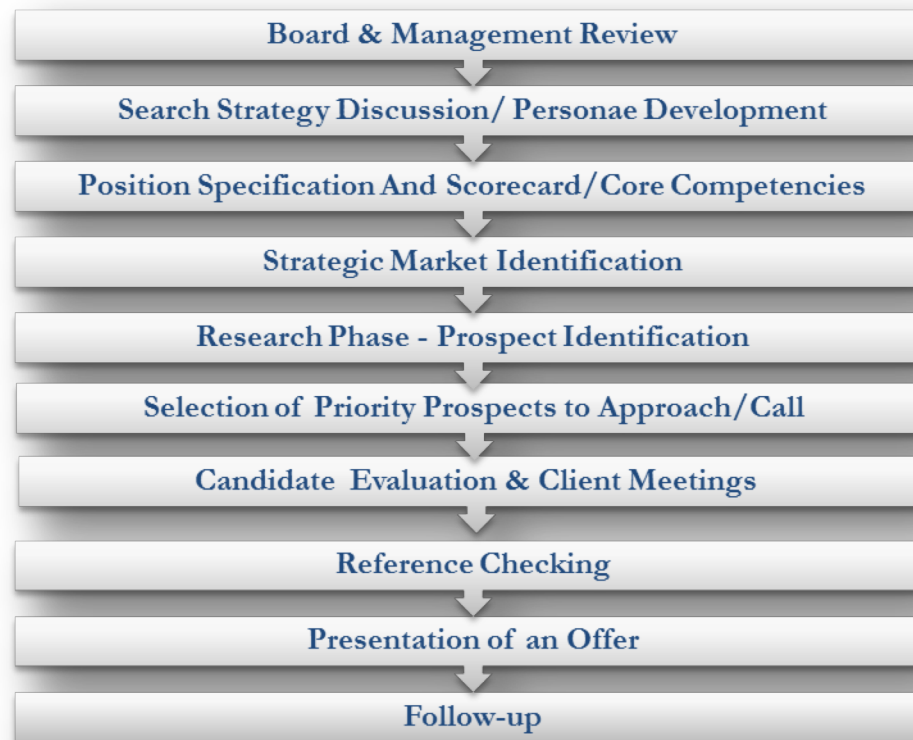 Board & Management Review
Search Strategy Discussion/ Personae Development
Position Specification And Scorecard/Core Competencies
Strategic Market Identification
Research Phase - Prospect Identification
Selection of Priority Prospects to Approach/Call
Candidate Evaluation & Client Meetings
Reference Checking
Presentation of an Offer
Follow-up